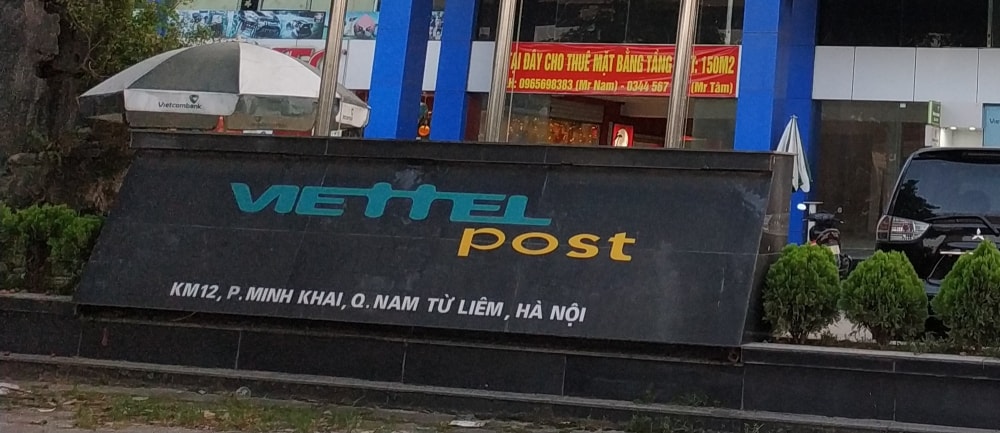 ẠI ĐÂY CHO THUÊ MẶT BẰNG TẦNG : 150M2
H: 0965698383 (Mr Nam) - 0344 567 (Mr Tâm)
Vietcombank
VIETTEL
post
KM12, P. MINH KHAI, Q. NAM TỪ LIÊM, HÀ NỘI